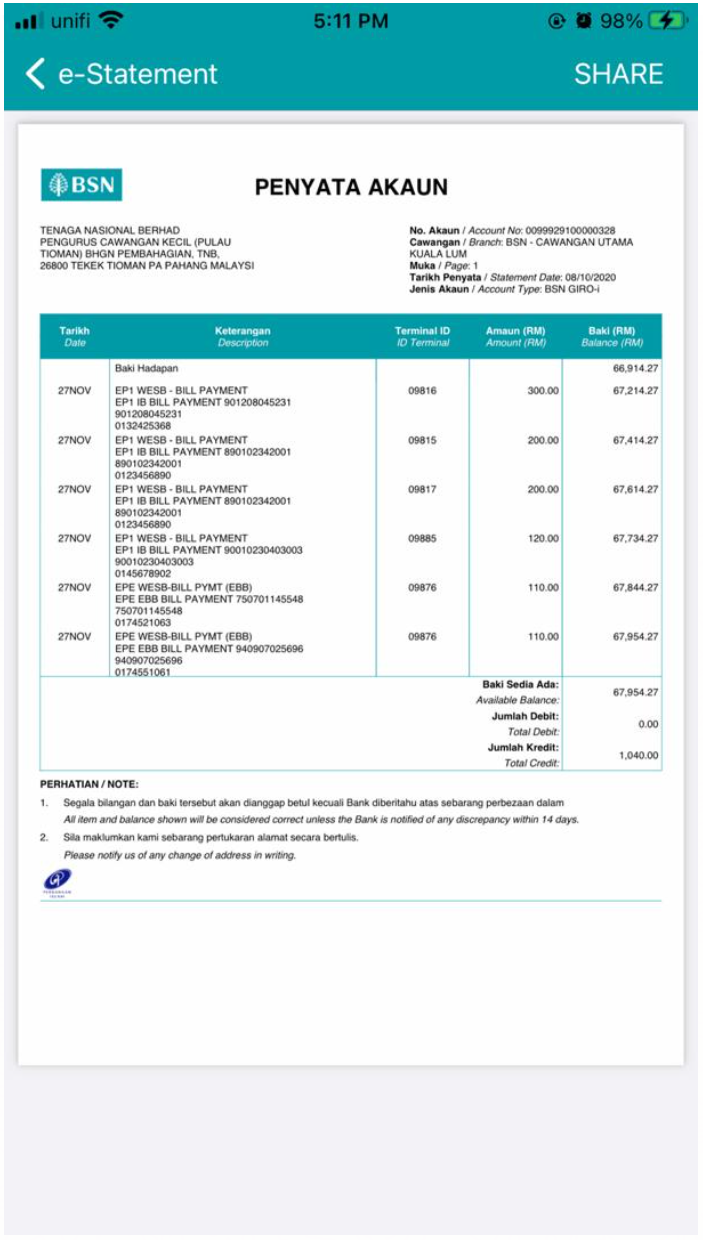 unifi 5:11 PM 98%
e-Statement SHARE
BSN
PENYATA AKAUN
TENAGA NASIONAL BERHAD
PENGURUS CAWANGAN KECIL (PULAU
TIOMAN) BHGN PEMBAHAGIAN, TNB,
26800 TEKEK TIOMAN PA PAHANG MALAYSI
No. Akaun / Account No: 0099929100000328
Cawangan / Branch: BSN - CAWANGAN UTAMA
KUALA LUM
Muka / Page: 1
Tarikh Penyata / Statement Date: 08/10/2020
Jenis Akaun / Account Type: BSN GIRO-i
Tarikh Keterangan Terminal ID Amaun (RM) Baki (RM)
Date Description ID Terminal Amount (RM) Balance (RM)
Baki Hadapan 66,914.27
27NOV EP1 WESB - BILL PAYMENT 09816 300.00 67,214.27
EP1 IB BILL PAYMENT 901208045231
901208045231
0132425368
27NOV EP1 WESB - BILL PAYMENT 09815 200.00 67,414.27
EP1 IB BILL PAYMENT 890102342001
890102342001
0123456890
27NOV EP1 WESB - BILL PAYMENT 09817 200.00 67,614.27
EP1 IB BILL PAYMENT 890102342001
890102342001
0123456890
27NOV EP1 WESB - BILL PAYMENT 09885 120.00 67,734.27
EP1 IB BILL PAYMENT 90010230403003
90010230403003
0145678902
27NOV EPE WESB-BILL PYMT (EBB) 09876 110.00 67,844.27
EPE EBB BILL PAYMENT 750701145548
750701145548
0174521063
27NOV EPE WESB-BILL PYMT (EBB) 09876 110.00 67,954.27
EPE EBB BILL PAYMENT 940907025696
940907025696
0174551061
Baki Sedia Ada:
Available Balance: 67,954.27
Jumlah Debit:
Total Debit: 0.00
Jumlah Kredit:
Total Credit: 1,040.00
PERHATIAN / NOTE:
1. Segala bilangan dan baki tersebut akan dianggap betul kecuali Bank diberitahu atas sebarang perbezaan dalam
All item and balance shown will be considered correct unless the Bank is notified of any discrepancy within 14 days.
2. Sila maklumkan kami sebarang pertukaran alamat secara bertulis.
Please notify us of any change of address in writing.